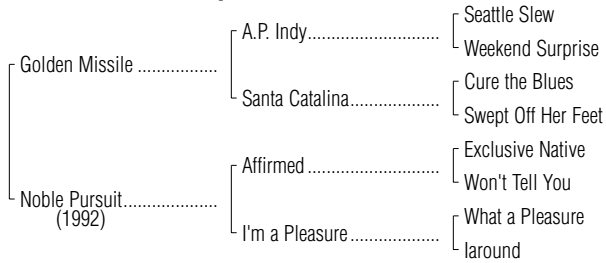 Seattle Slew
A.P. Indy..............................
Weekend Surprise
Golden Missile .................
Cure the Blues
Santa Catalina.....................
Swept Off Her Feet
Exclusive Native
Affirmed ..............................
Won't Tell You
Noble Pursuit....................
(1992)
What a Pleasure
I'm a Pleasure .....................
Iaround